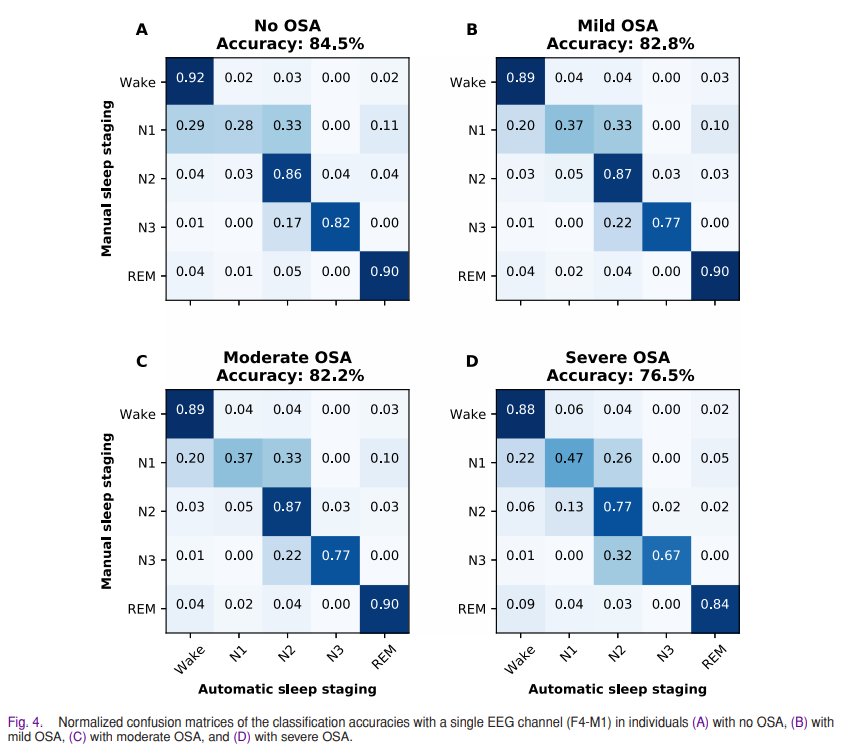 A No OSA B Mild OSA
Accuracy: 84.5% Accuracy: 82.8%
Manual sleep staging
Wake 0.92 0.02 0.03 0.00 0.02 Wake 0.89 0.04 0.04 0.00 0.03
N1 0.29 0.28 0.33 0.00 0.11 N1 0.20 0.37 0.33 0.00 0.10
N2 0.04 0.03 0.86 0.04 0.04 N2 0.03 0.05 0.87 0.03 0.03
N3 0.01 0.00 0.17 0.82 0.00 N3 0.01 0.00 0.22 0.77 0.00
REM 0.04 0.01 0.05 0.00 0.90 REM 0.04 0.02 0.04 0.00 0.90
C Moderate OSA D Severe OSA
Accuracy: 82.2% Accuracy: 76.5%
Manual sleep staging
Wake 0.89 0.04 0.04 0.00 0.03 Wake 0.88 0.06 0.04 0.00 0.02
N1 0.20 0.37 0.33 0.00 0.10 N1 0.22 0.47 0.26 0.00 0.05
N2 0.03 0.05 0.87 0.03 0.03 N2 0.06 0.13 0.77 0.02 0.02
N3 0.01 0.00 0.22 0.77 0.00 N3 0.01 0.00 0.32 0.67 0.00
REM 0.04 0.02 0.04 0.00 0.90 REM 0.09 0.04 0.03 0.00 0.84
Wake N1 N2 N3 REM Wake N1 N2 N3 REM
Automatic sleep staging Automatic sleep staging
Fig. 4. Normalized confusion matrices of the classification accuracies with a single EEG channel (F4-M1) in individuals (A) with no OSA, (B) with
mild OSA, (C) with moderate OSA, and (D) with severe OSA.